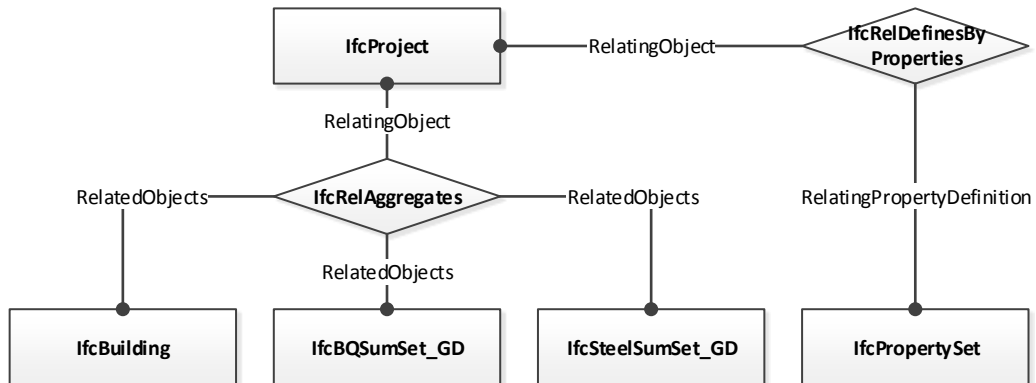 IfcProject
RelatingObject
IfcRelDefinesBy
Properties
RelatingObject
RelatedObjects
IfcRelAggregates
RelatedObjects
RelatingPropertyDefinition
RelatedObjects
IfcBuilding
IfcBQSumSet_GD
IfcSteelSumSet_GD
IfcPropertySet